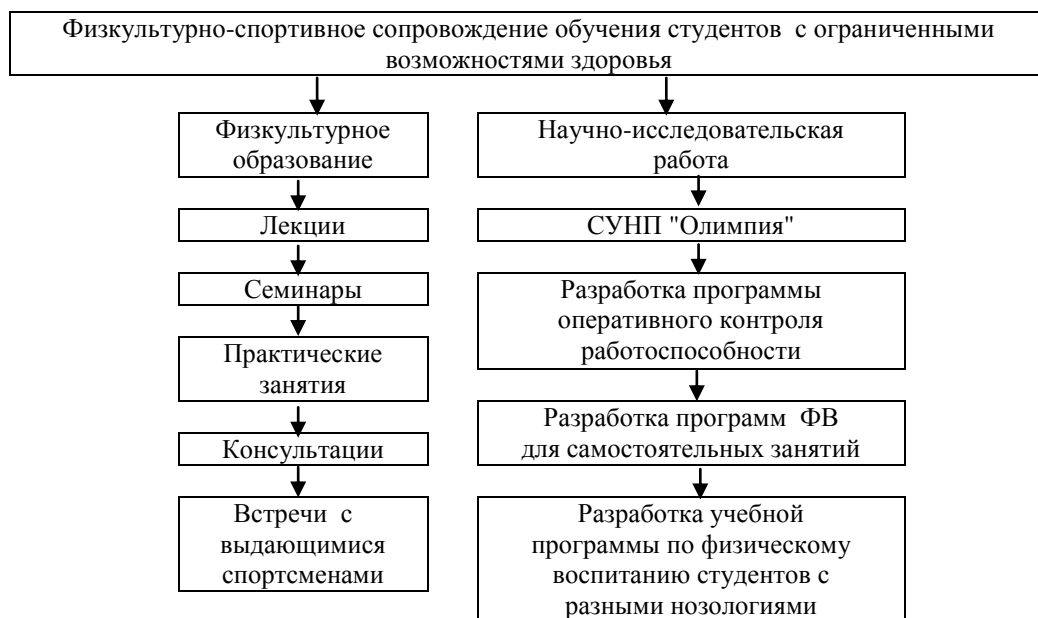 Физкультурно-спортивное сопровождение обучения студентов с ограниченными
возможностями здоровья
Физкультурное
образование
Лекции
Семинары
Практические
занятия
Консультации
Встречи с
выдающимися
спортсменами
Научно-исследовательская
работа
СУНП "Олимпия"
Разработка программы
оперативного контроля
работоспособности
Разработка программ ФВ
для самостоятельных занятий
Разработка учебной
программы по физическому
воспитанию студентов с
разными нозологиями